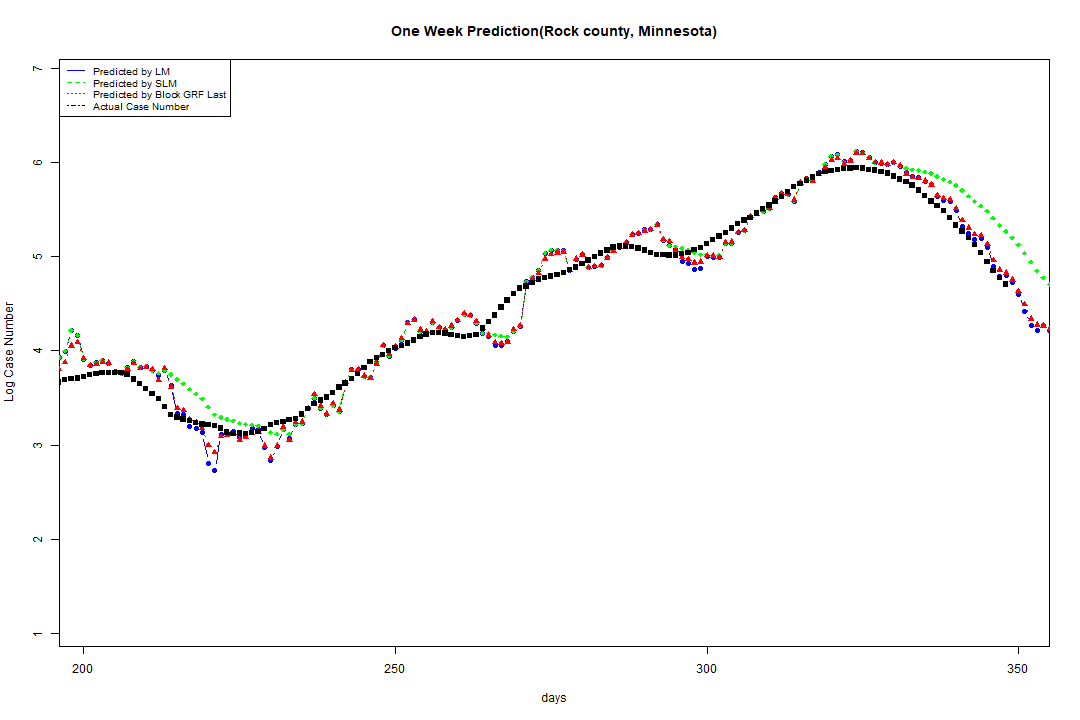 One Week Prediction(Rock county, Minnesota)
Predicted by LM
Predicted by SLM
Predicted by Block GRF Last
Actual Case Number
7
6
5
4
3
2
1
Log Case Number
200 250 300 350
days